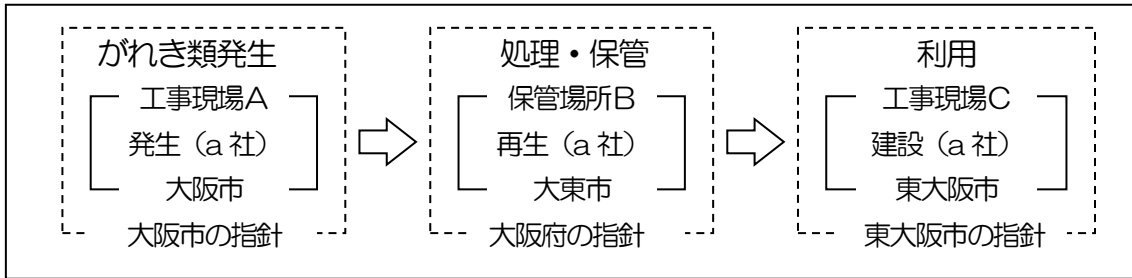 がれき類発生
工事現場A
発生（a社）
大阪市
大阪市の指針
処理・保管
保管場所B
再生（a社）
大東市
大阪府の指針
利用
工事現場C
建設（a社）
東大阪市
東大阪市の指針